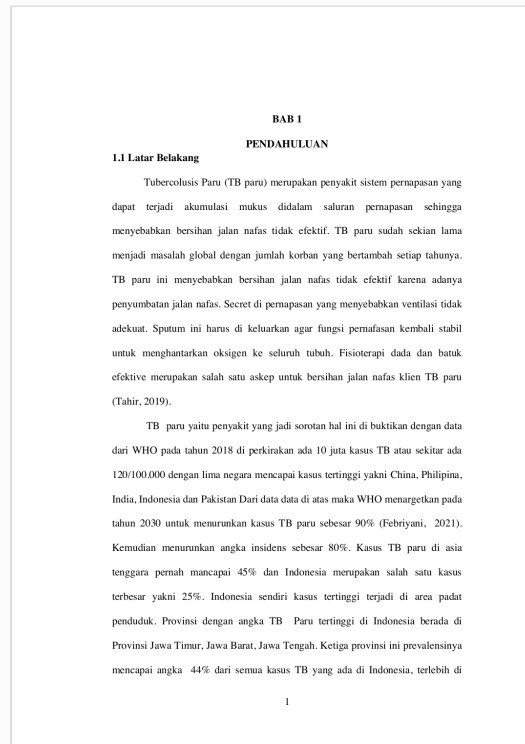 BAB 1
PENDAHULUAN
1.1 Latar Belakang
Tubercolusis Paru (TB paru) merupakan penyakit sistem pernapasan yang
dapat terjadi akumulasi mukus didalam saluran pernapasan sehingga
menyebabkan bersihan jalan nafas tidak efektif. TB paru sudah sekian lama
menjadi masalah global dengan jumlah korban yang bertambah setiap tahunya.
TB paru ini menyebabkan bersihan jalan nafas tidak efektif karena adanya
penyumbatan jalan nafas. Secret di pernapasan yang menyebabkan ventilasi tidak
adekuat. Sputum ini harus di keluarkan agar fungsi pernafasan kembali stabil
untuk menghantarkan oksigen ke seluruh tubuh. Fisioterapi dada dan batuk
efektive merupakan salah satu askep untuk bersihan jalan nafas klien TB paru
(Tahir, 2019).
TB paru yaitu penyakit yang jadi sorotan hal ini di buktikan dengan data
dari WHO pada tahun 2018 di perkirakan ada 10 juta kasus TB atau sekitar ada
120/100.000 dengan lima negara mencapai kasus tertinggi yakni China, Philipina,
India, Indonesia dan Pakistan Dari data data di atas maka WHO menargetkan pada
tahun 2030 untuk menurunkan kasus TB paru sebesar 90% (Febriyani, 2021).
Kemudian menurunkan angka insidens sebesar 80%. Kasus TB paru di asia
tenggara pernah mancapai 45% dan Indonesia merupakan salah satu kasus
terbesar yakni 25%. Indonesia sendiri kasus tertinggi terjadi di area padat
penduduk. Provinsi dengan angka TB Paru tertinggi di Indonesia berada di
Provinsi Jawa Timur, Jawa Barat, Jawa Tengah. Ketiga provinsi ini prevalensinya
mencapai angka 44% dari semua kasus TB yang ada di Indonesia, terlebih di
1